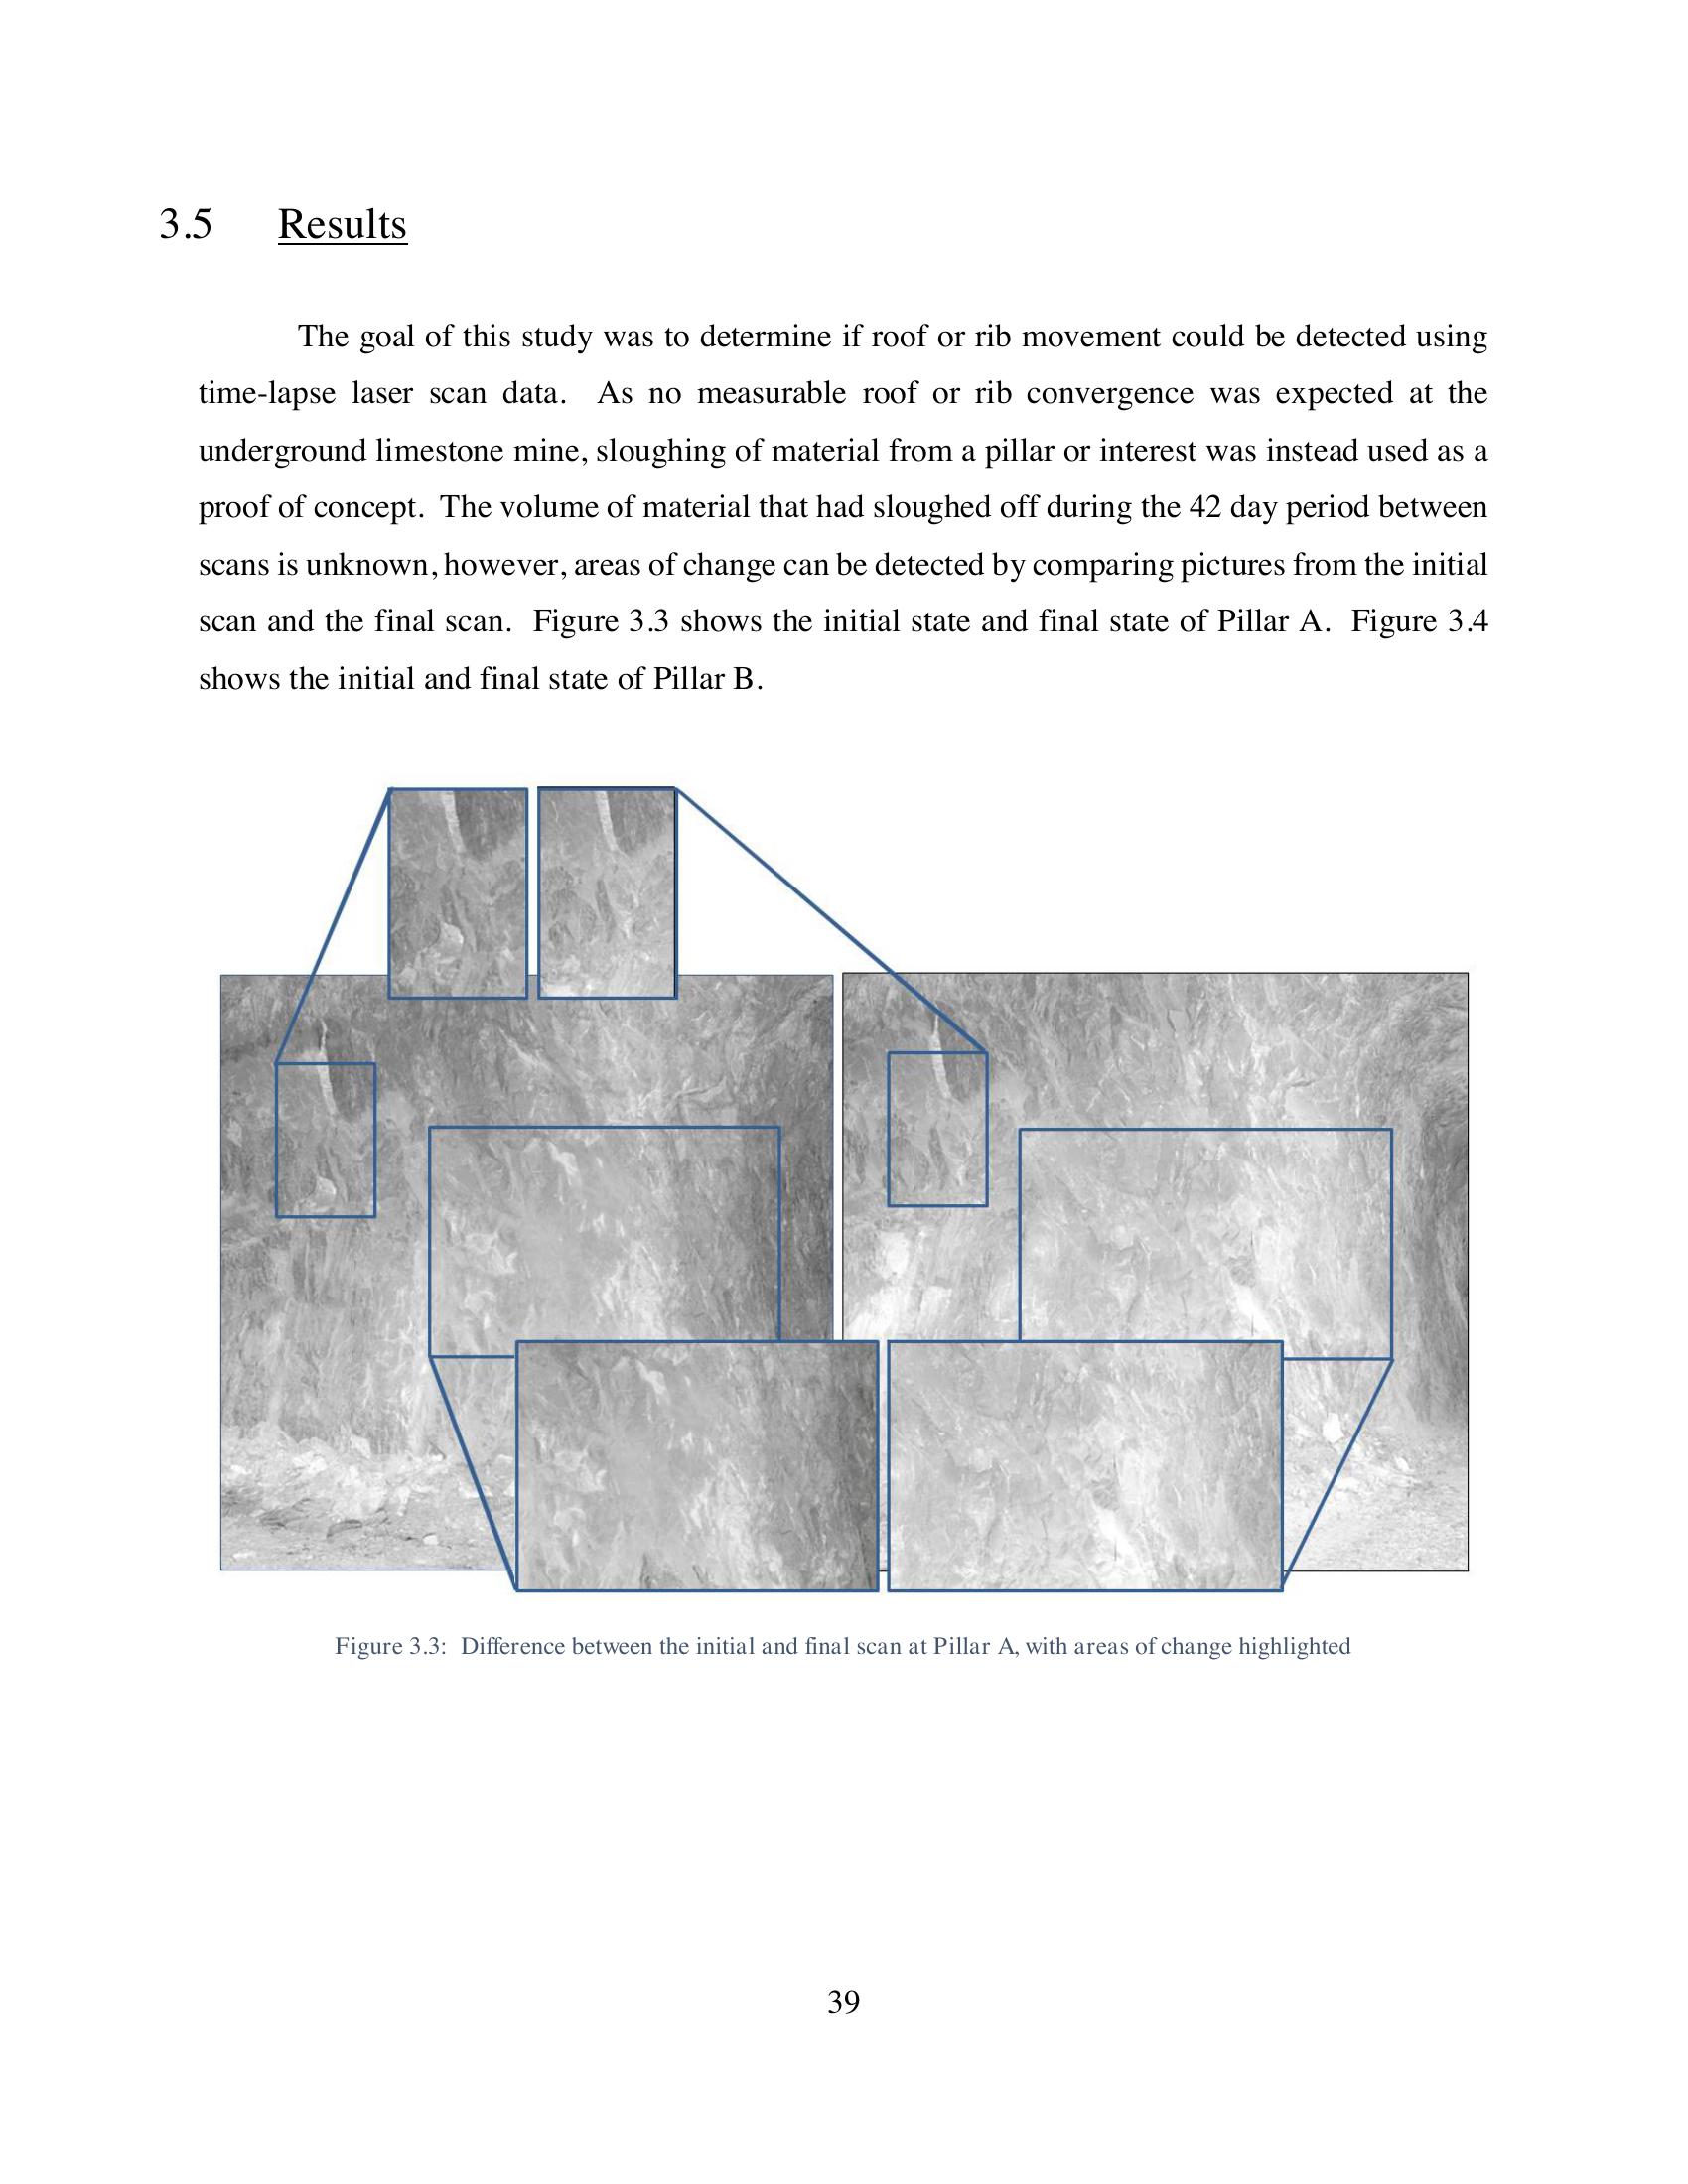 3.5 Results
The goal of this study was to determine if roof or rib movement could be detected using
time-lapse laser scan data. As no measurable roof or rib convergence was expected at the
underground limestone mine, sloughing of material from a pillar or interest was instead used as a
proof of concept. The volume of material that had sloughed off during the 42 day period between
scans is unknown, however, areas of change can be detected by comparing pictures from the initial
scan and the final scan. Figure 3.3 shows the initial state and final state of Pillar A. Figure 3.4
shows the initial and final state of Pillar B.
Figure 3.3: Difference between the initial and final scan at Pillar A, with areas of change highlighted
39